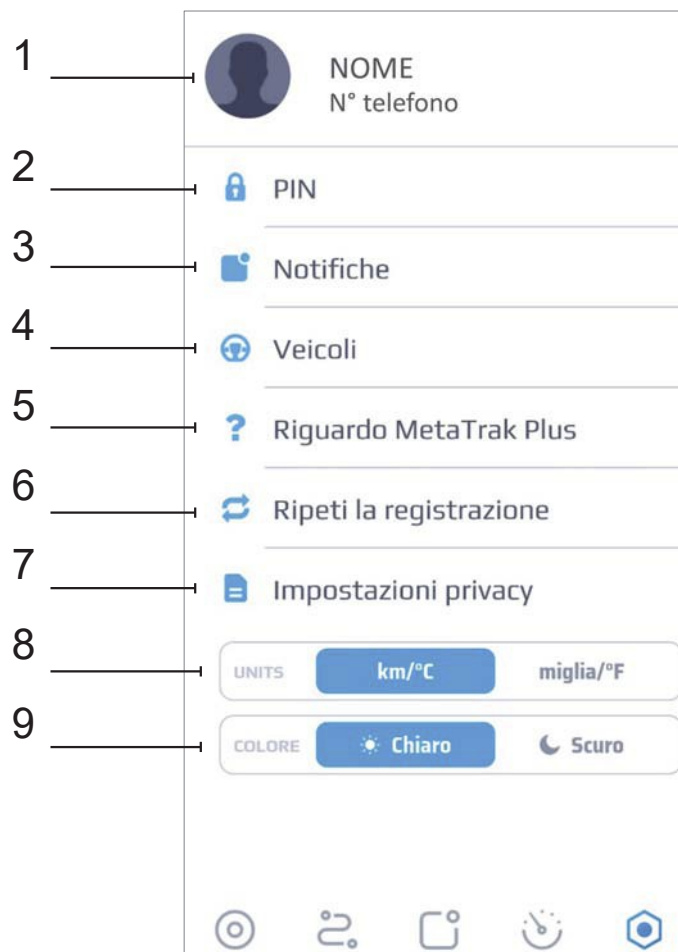 1
NOME
N° telefono
2
PIN
3
Notifiche
4
Veicoli
5
? Riguardo MetaTrak Plus
6
Ripeti la registrazione
7
Impostazioni privacy
8
UNITS km/°C miglia/°F
9
COLORE Chiaro Scuro